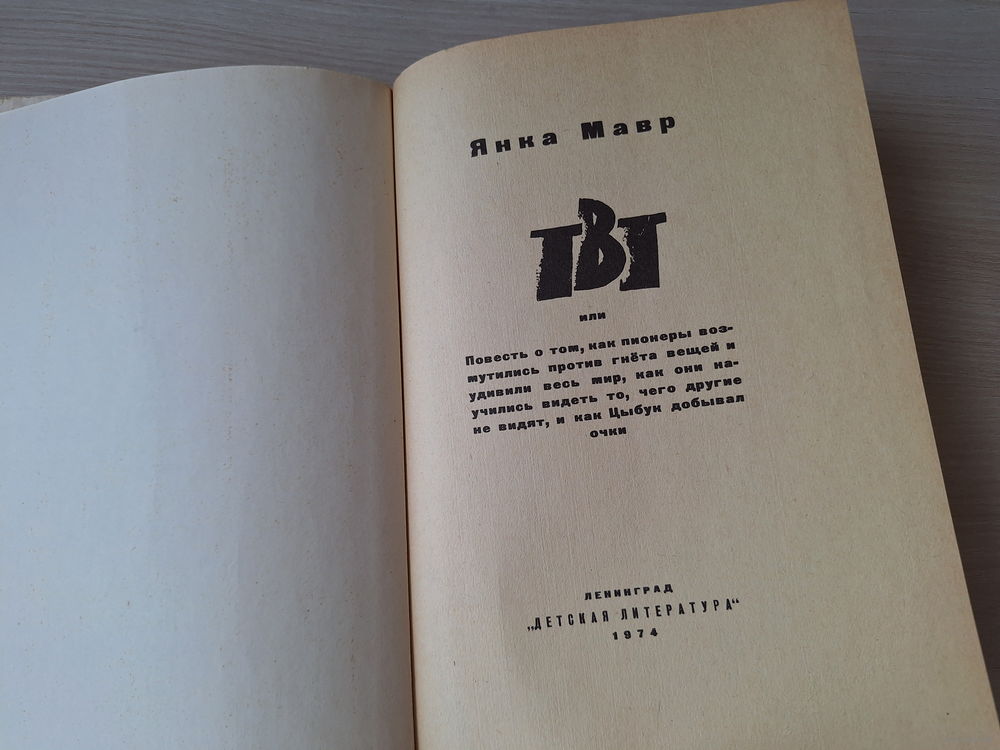 Янка Мавр
ТВТ
или
Повесть о том, как пионеры воз-
мутились против гнёта вещей и
удивили весь мир, как они на-
учились видеть то, чего другие
не видят, и как Цыбук добывал
очки
ЛЕНИНГРАД
„ДЕТСКАЯ ЛИТЕРАТУРА“
1974